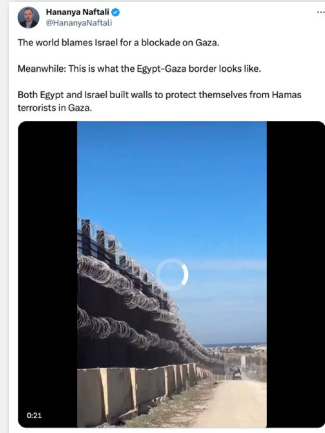 Hananya Naftali
@HananyaNaftali
The world blames Israel for a blockade on Gaza.
Meanwhile: This is what the Egypt-Gaza border looks like.
Both Egypt and Israel built walls to protect themselves from Hamas
terrorists in Gaza.
0:21